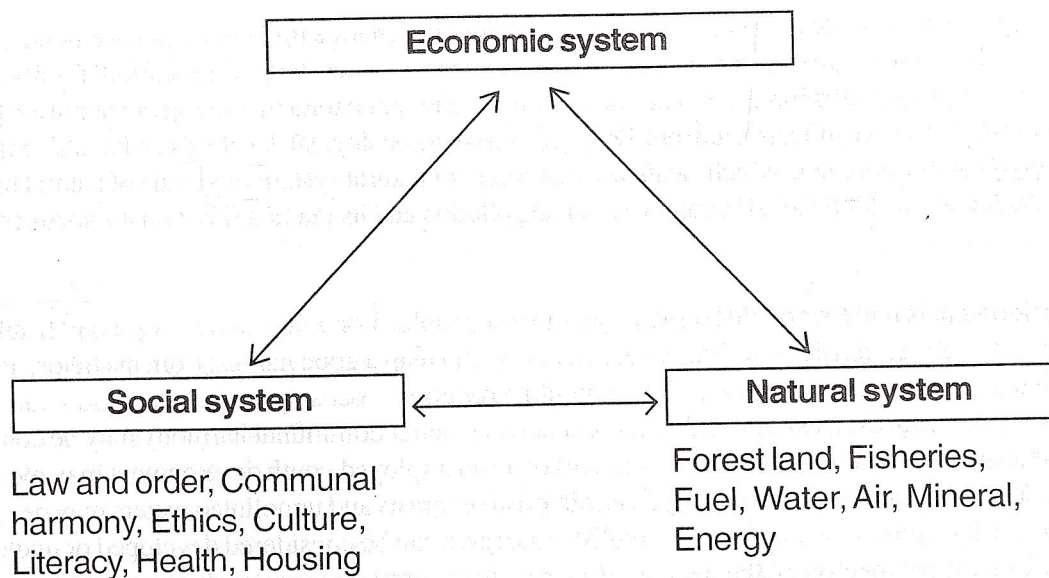 Economic system
Social system
Natural system
Law and order, Communal
harmony, Ethics, Culture,
Literacy, Health, Housing
Forest land, Fisheries,
Fuel, Water, Air, Mineral,
Energy